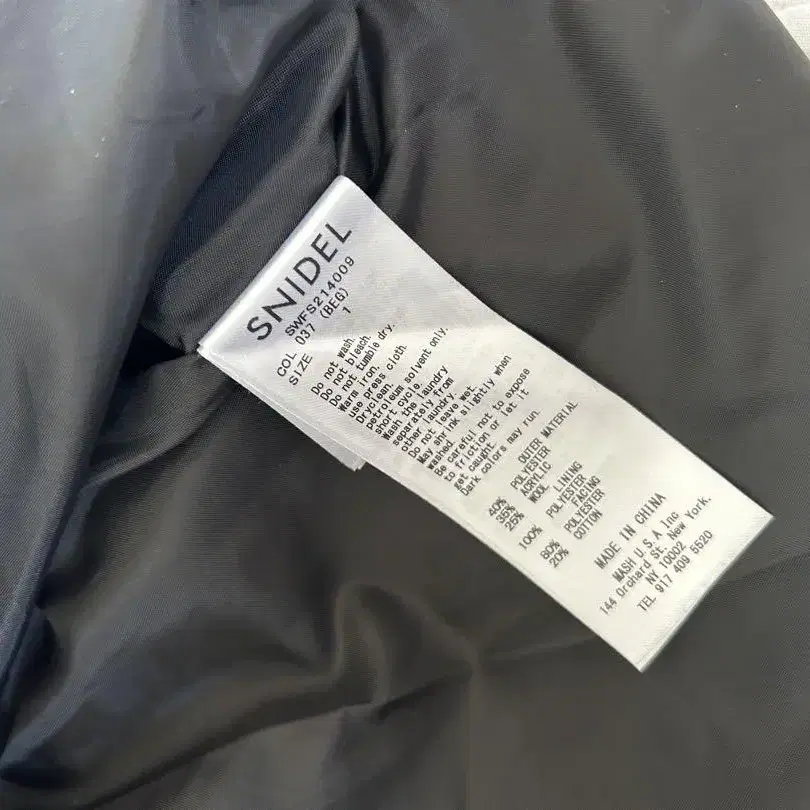 SNIDEL
SWFS214009
COL 037 (BEG)
SIZE 1
Do not wash.
Do not bleach.
Do not tumble dry.
Warm iron.
use press cloth.
Dryclean.
petroleum solvent only.
short cycle.
Wash the laundry
separately from
other laundry.
Do not leave wet.
May shrink slightly when
washed.
Be careful not to expose
to friction or let it
get caught.
Dark colors may run.
OUTER MATERIAL
40% POLYESTER
35% ACRYLIC
25% WOOL
LINING
100% POLYESTER
FACING
80% POLYESTER
20% COTTON
MADE IN CHINA
MASH U.S.A Inc
144 Orchard St. New York.
NY 10002
TEL 917 409 5520